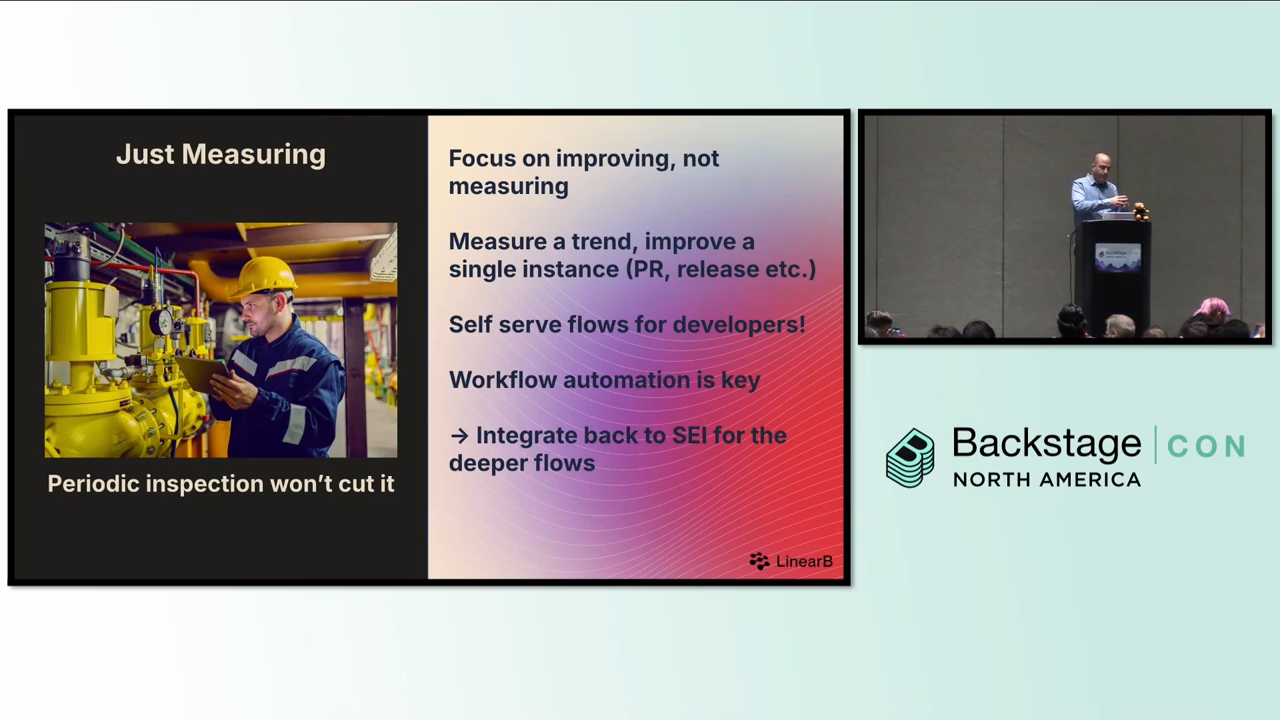 Just Measuring
Periodic inspection won’t cut it
Focus on improving, not
measuring
Measure a trend, improve a
single instance (PR, release etc.)
Self serve flows for developers!
Workflow automation is key
→ Integrate back to SEI for the
deeper flows
LinearB
Backstage CON
NORTH AMERICA